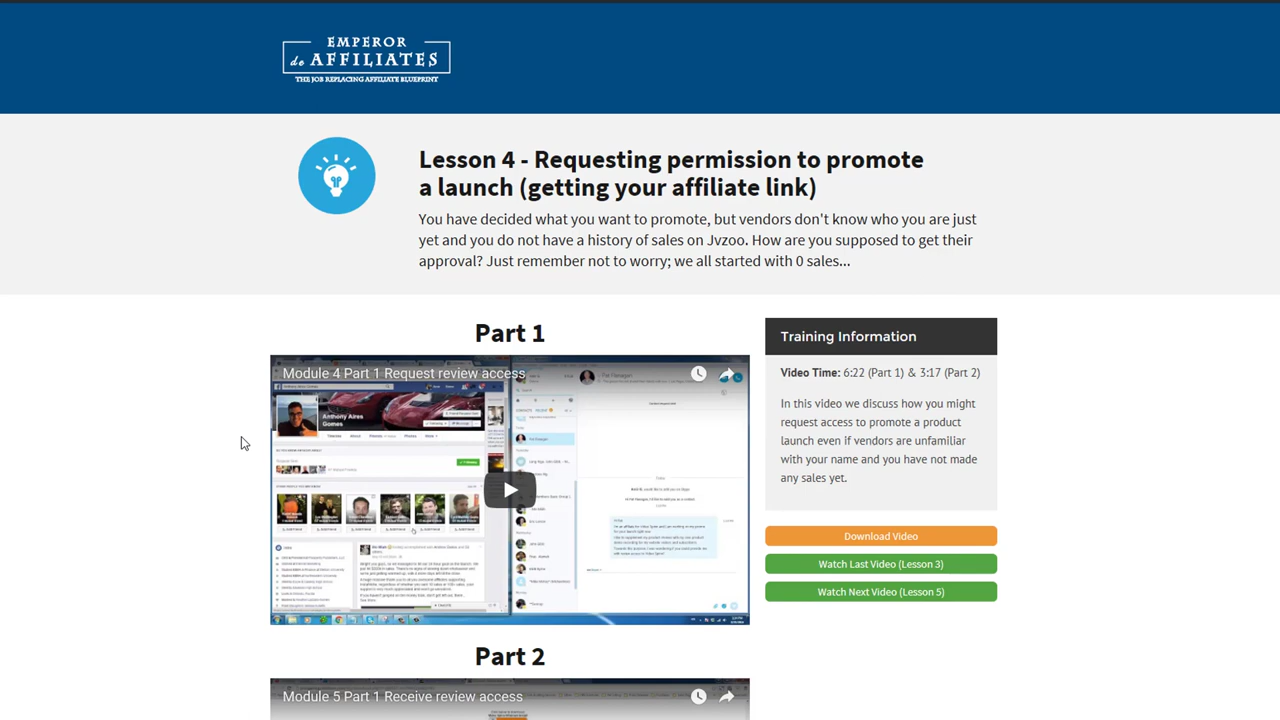 EMPEROR
de AFFILIATES
THE JOB REPLACING AFFILIATE BLUEPRINT
Lesson 4 - Requesting permission to promote
a launch (getting your affiliate link)
You have decided what you want to promote, but vendors don't know who you are just
yet and you do not have a history of sales on Jvzoo. How are you supposed to get their
approval? Just remember not to worry; we all started with 0 sales...
Part 1
Module 4 Part 1 Request review access
Anthony Aires
Gomes
Training Information
Video Time: 6:22 (Part 1) & 3:17 (Part 2)
In this video we discuss how you might
request access to promote a product
launch even if vendors are unfamiliar
with your name and you have not made
any sales yet.
Download Video
Watch Last Video (Lesson 3)
Watch Next Video (Lesson 5)
Part 2
Module 5 Part 1 Receive review access